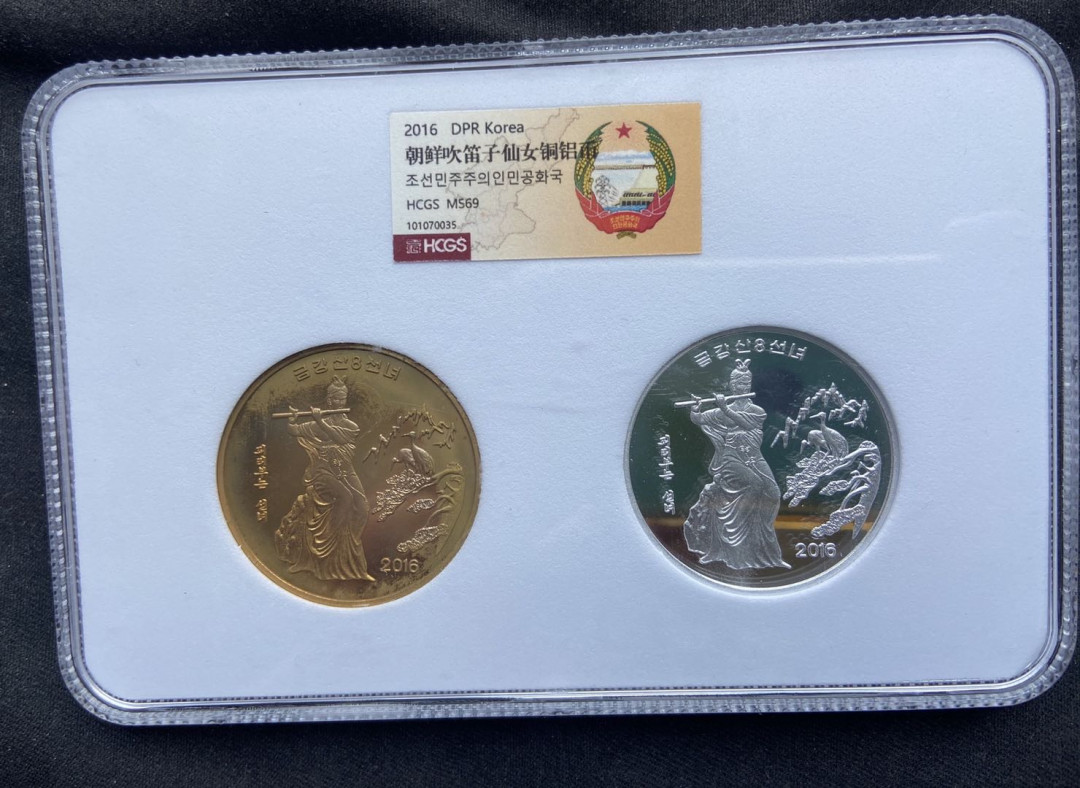 2016 DPR Korea
朝鲜吹笛子仙女铜铝币
조선민주주의인민공화국
HCGS MS69
101070035
HCGS
금강산8선녀
2016
금강산8선녀
2016